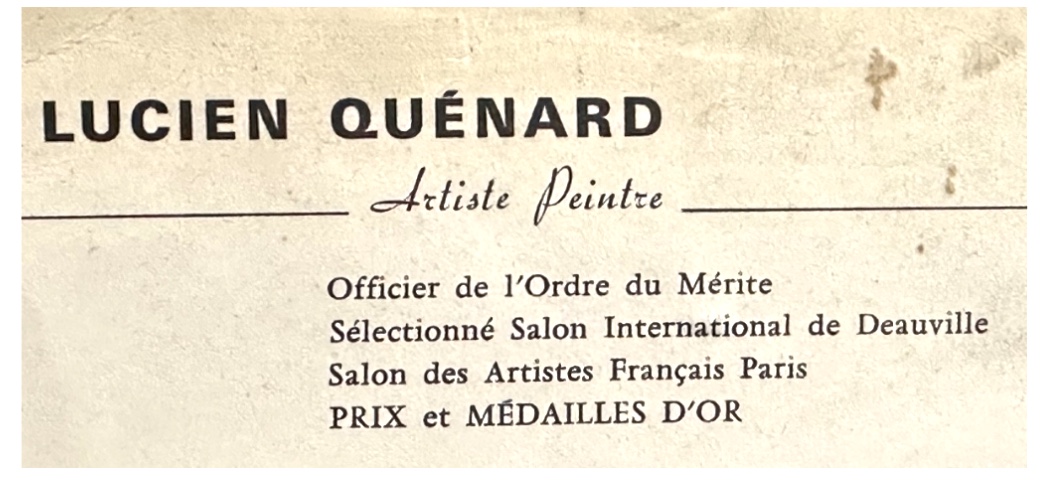 LUCIEN QUÉNARD
Artiste Peintre
Officier de l'Ordre du Mérite
Sélectionné Salon International de Deauville
Salon des Artistes Français Paris
PRIX et MÉDAILLES D'OR